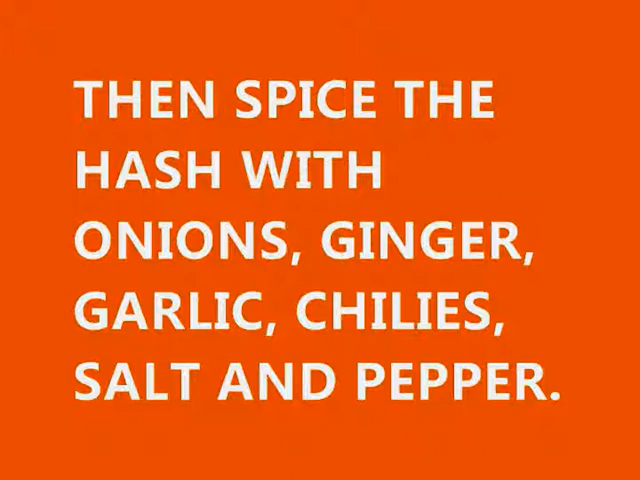 THEN SPICE THE
HASH WITH
ONIONS, GINGER,
GARLIC, CHILIES,
SALT AND PEPPER.